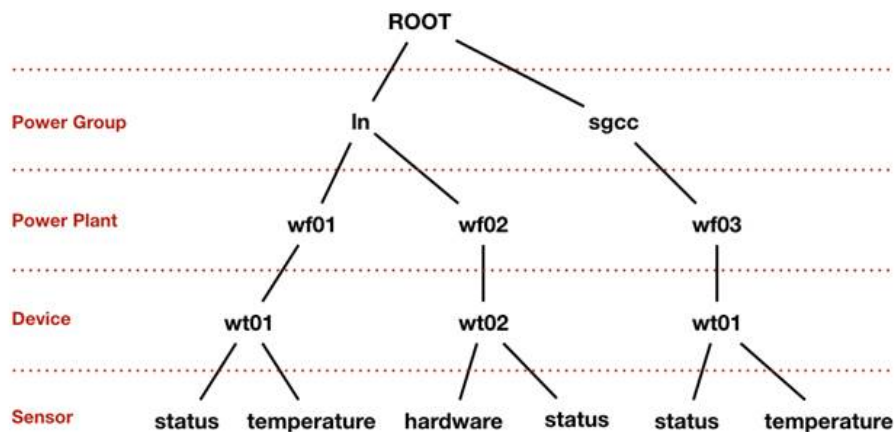 ROOT
Power Group
ln
sgcc
Power Plant
wf01
wf02
wf03
Device
wt01
wt02
wt01
Sensor
status
temperature
hardware
status
status
temperature